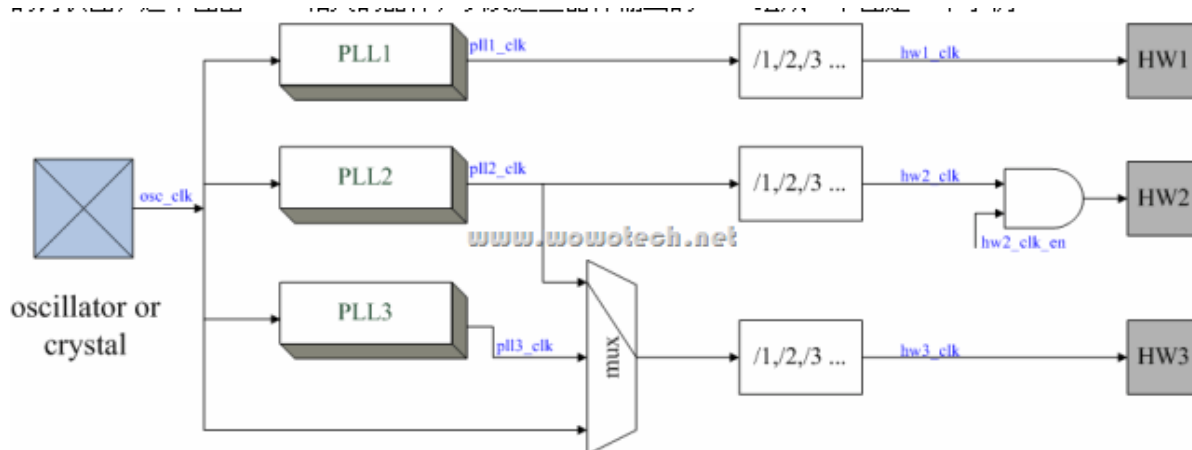 PLL1
pll1_clk
/1,/2,/3 ...
hw1_clk
HW1
osc_clk
PLL2
pll2_clk
/1,/2,/3 ...
hw2_clk
hw2_clk_en
HW2
www.wowotech.net
oscillator or
crystal
PLL3
pll3_clk
mux
/1,/2,/3 ...
hw3_clk
HW3